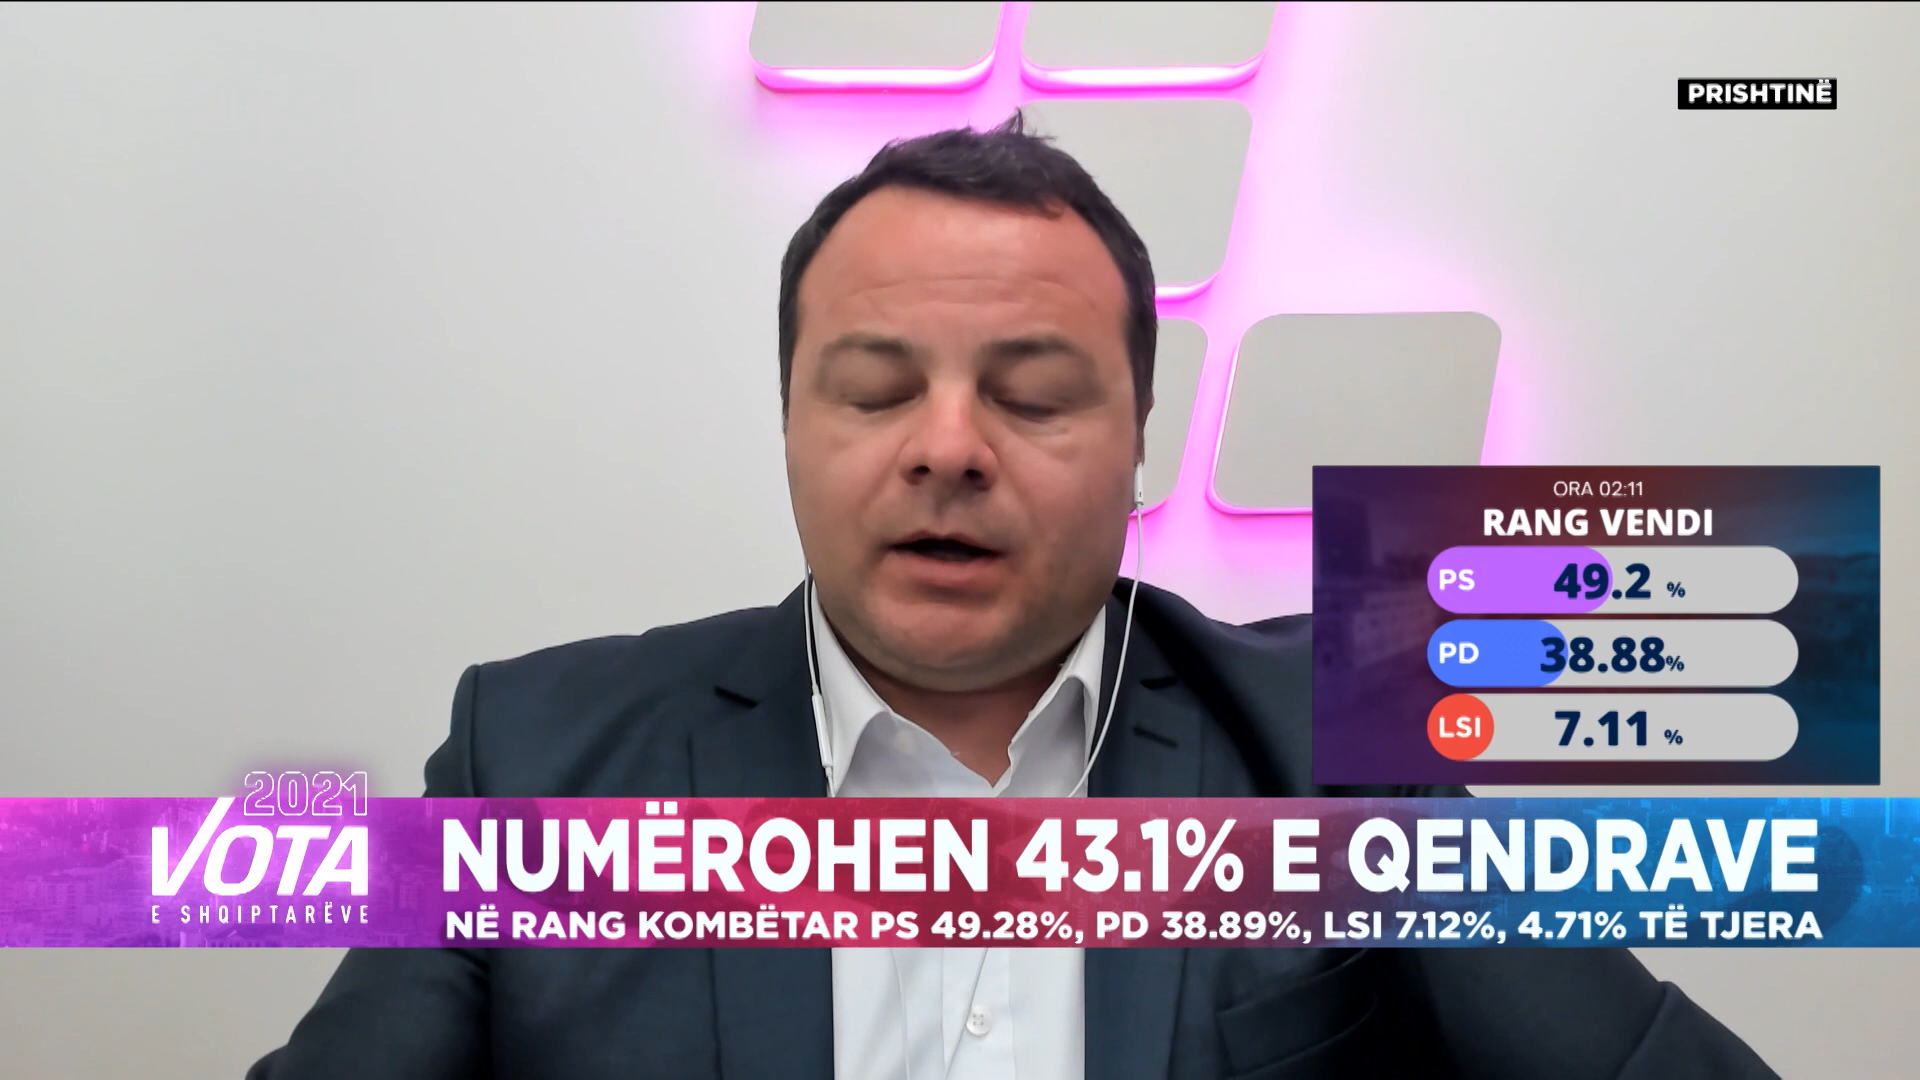 PRISHTINË
ORA 02:11
RANG VENDI
PS 49.2 %
PD 38.88%
LSI 7.11 %
2021
VOTA
E SHQIPTARËVE
NUMËROHEN 43.1% E QENDRAVE
NË RANG KOMBËTAR PS 49.28%, PD 38.89%, LSI 7.12%, 4.71% TË TJERA